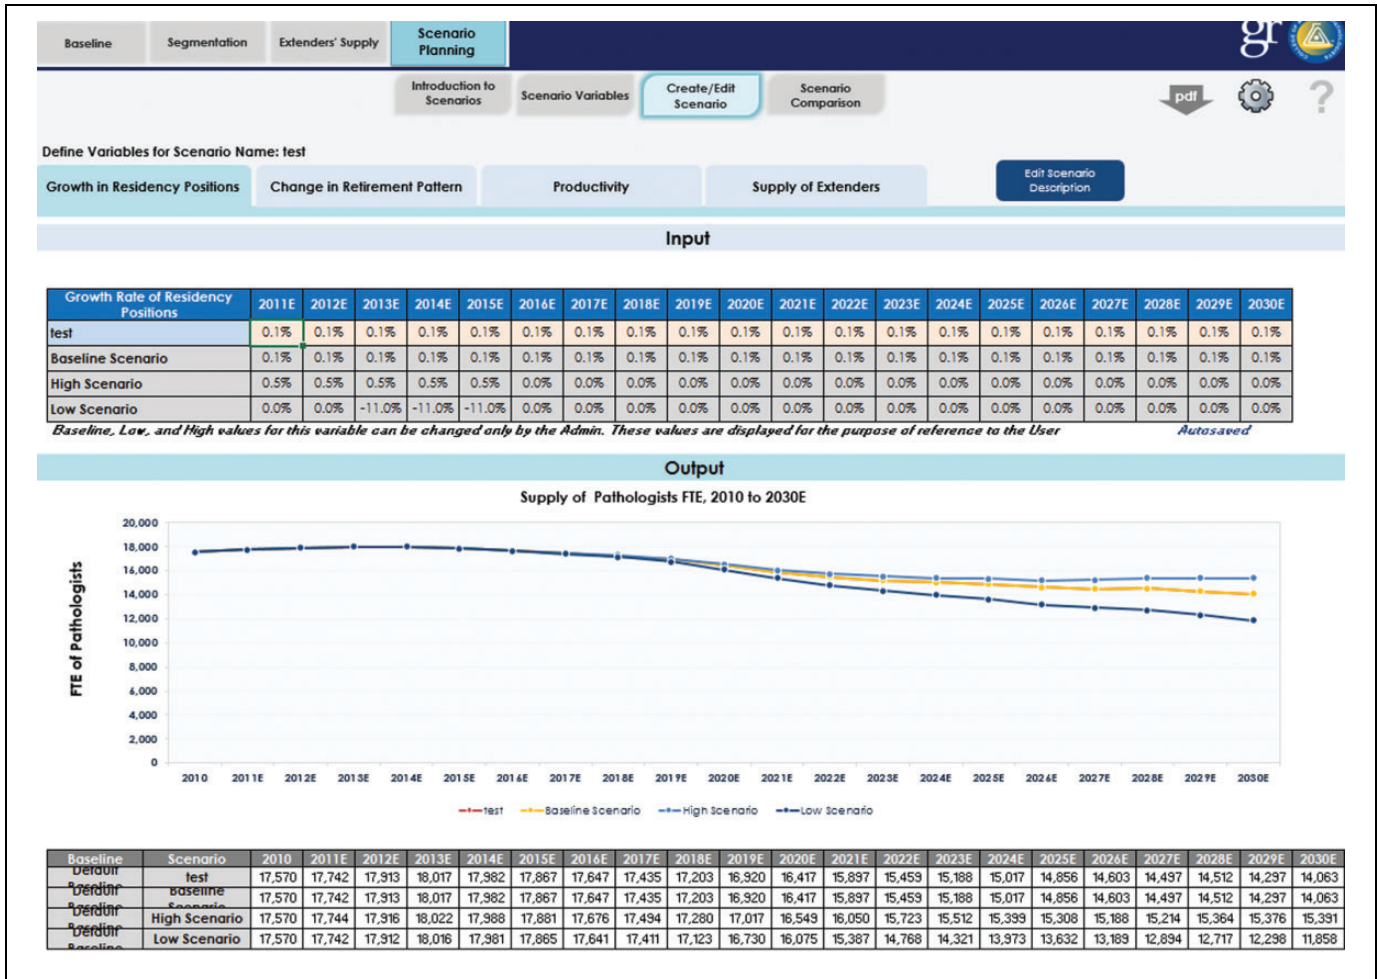 Baseline
Segmentation
Extenders' Supply
Scenario
Planning
gr
Introduction to
Scenarios
Scenario Variables
Create/Edit
Scenario
Scenario
Comparison
pdf
?
Define Variables for Scenario Name: test
Growth in Residency Positions
Change in Retirement Pattern
Productivity
Supply of Extenders
Edit Scenario
Description
Input
Growth Rate of Residency
Positions
2011E 2012E 2013E 2014E 2015E 2016E 2017E 2018E 2019E 2020E 2021E 2022E 2023E 2024E 2025E 2026E 2027E 2028E 2029E 2030E
test 0.1% 0.1% 0.1% 0.1% 0.1% 0.1% 0.1% 0.1% 0.1% 0.1% 0.1% 0.1% 0.1% 0.1% 0.1% 0.1% 0.1% 0.1% 0.1% 0.1%
Baseline Scenario 0.1% 0.1% 0.1% 0.1% 0.1% 0.1% 0.1% 0.1% 0.1% 0.1% 0.1% 0.1% 0.1% 0.1% 0.1% 0.1% 0.1% 0.1% 0.1% 0.1%
High Scenario 0.5% 0.5% 0.5% 0.5% 0.5% 0.0% 0.0% 0.0% 0.0% 0.0% 0.0% 0.0% 0.0% 0.0% 0.0% 0.0% 0.0% 0.0% 0.0% 0.0%
Low Scenario 0.0% 0.0% -11.0% -11.0% -11.0% 0.0% 0.0% 0.0% 0.0% 0.0% 0.0% 0.0% 0.0% 0.0% 0.0% 0.0% 0.0% 0.0% 0.0% 0.0%
Baseline, Low, and High values for this variable can be changed only by the Admin. These values are displayed for the purpose of reference to the User
Autosaved
Output
Supply of Pathologists FTE, 2010 to 2030E
FTE of Pathologists
20,000
18,000
16,000
14,000
12,000
10,000
8,000
6,000
4,000
2,000
0
2010 2011E 2012E 2013E 2014E 2015E 2016E 2017E 2018E 2019E 2020E 2021E 2022E 2023E 2024E 2025E 2026E 2027E 2028E 2029E 2030E
test Baseline Scenario High Scenario Low Scenario
Baseline Scenario 2010 2011E 2012E 2013E 2014E 2015E 2016E 2017E 2018E 2019E 2020E 2021E 2022E 2023E 2024E 2025E 2026E 2027E 2028E 2029E 2030E
Default Baseline test 17,570 17,742 17,913 18,017 17,982 17,867 17,647 17,435 17,203 16,920 16,417 15,897 15,459 15,188 15,017 14,856 14,603 14,497 14,512 14,297 14,063
Default Baseline Baseline Scenario 17,570 17,742 17,913 18,017 17,982 17,867 17,647 17,435 17,203 16,920 16,417 15,897 15,459 15,188 15,017 14,856 14,603 14,497 14,512 14,297 14,063
Default Baseline High Scenario 17,570 17,744 17,916 18,022 17,988 17,881 17,676 17,494 17,280 17,017 16,549 16,050 15,723 15,512 15,399 15,308 15,188 15,214 15,364 15,376 15,391
Default Baseline Low Scenario 17,570 17,742 17,912 18,016 17,981 17,865 17,641 17,411 17,123 16,730 16,075 15,387 14,768 14,321 13,973 13,632 13,189 12,894 12,717 12,298 11,858